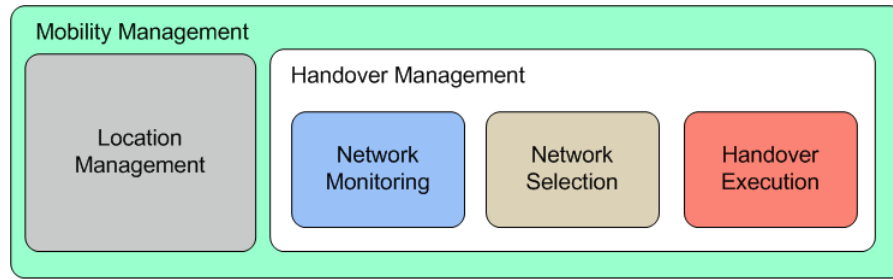 Mobility Management
Location
Management
Handover Management
Network
Monitoring
Network
Selection
Handover
Execution